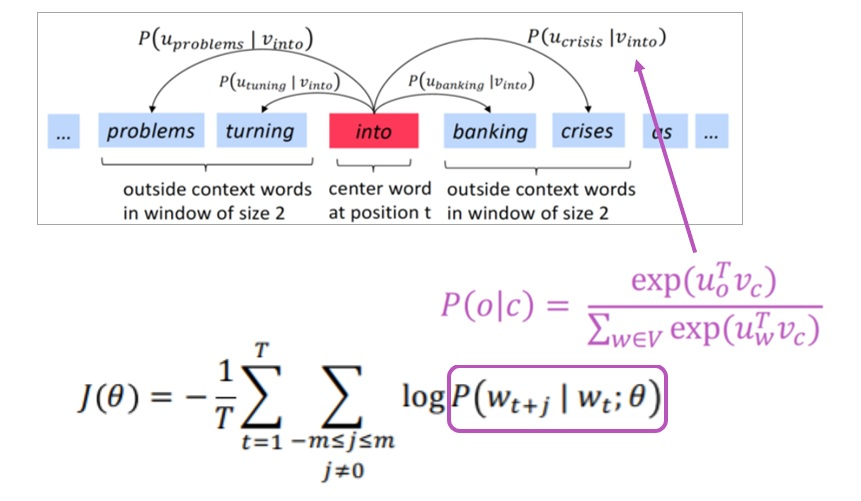 P(u_problems | v_into)
P(u_crisis |v_into)
P(u_tuning | v_into)
P(u_banking |v_into)
... problems turning into banking crises as ...
outside context words
in window of size 2
center word
at position t
outside context words
in window of size 2
P(o|c) = exp(u_o^T v_c) / ∑_{w∈V} exp(u_w^T v_c)
J(θ) = − 1/T ∑_{t=1}^{T} ∑_{−m≤j≤m, j≠0} log P(w_{t+j} | w_t; θ)